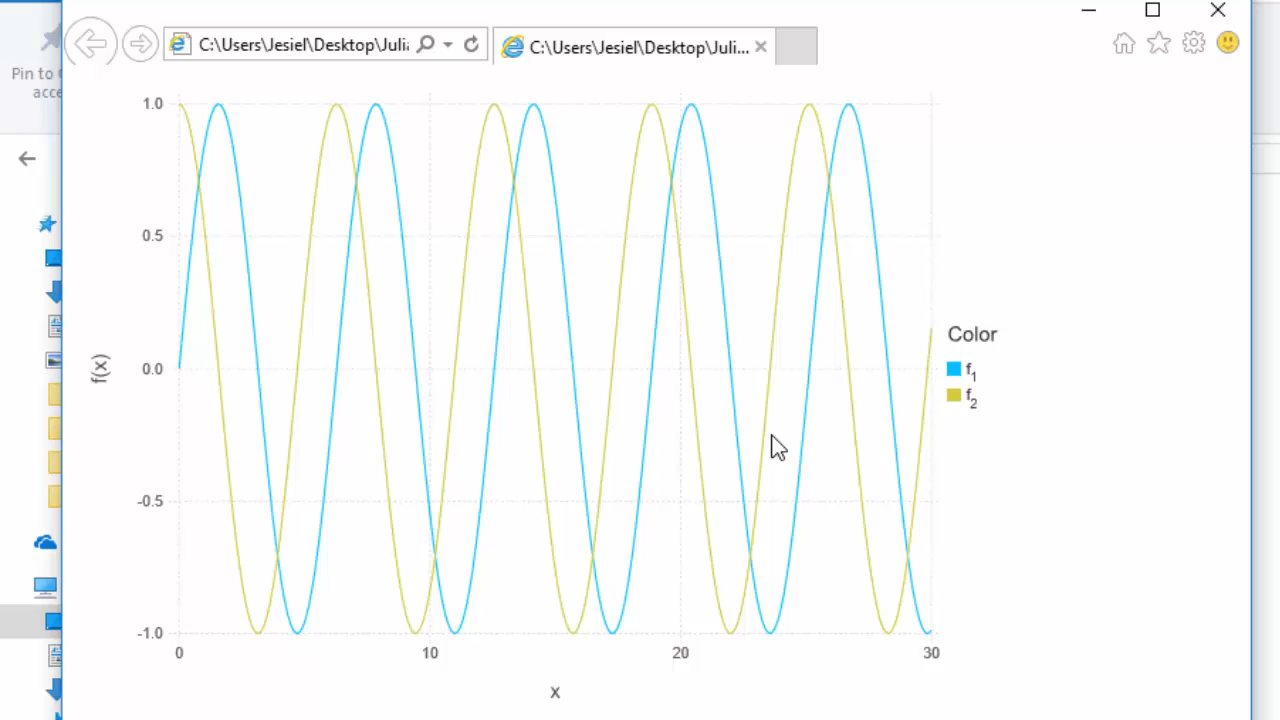 Pin to
acce
C:\Users\Jesiel\Desktop\Juli
C:\Users\Jesiel\Desktop\Juli...
1.0
0.5
0.0
-0.5
-1.0
f(x)
0
10
20
30
x
Color
f1
f2